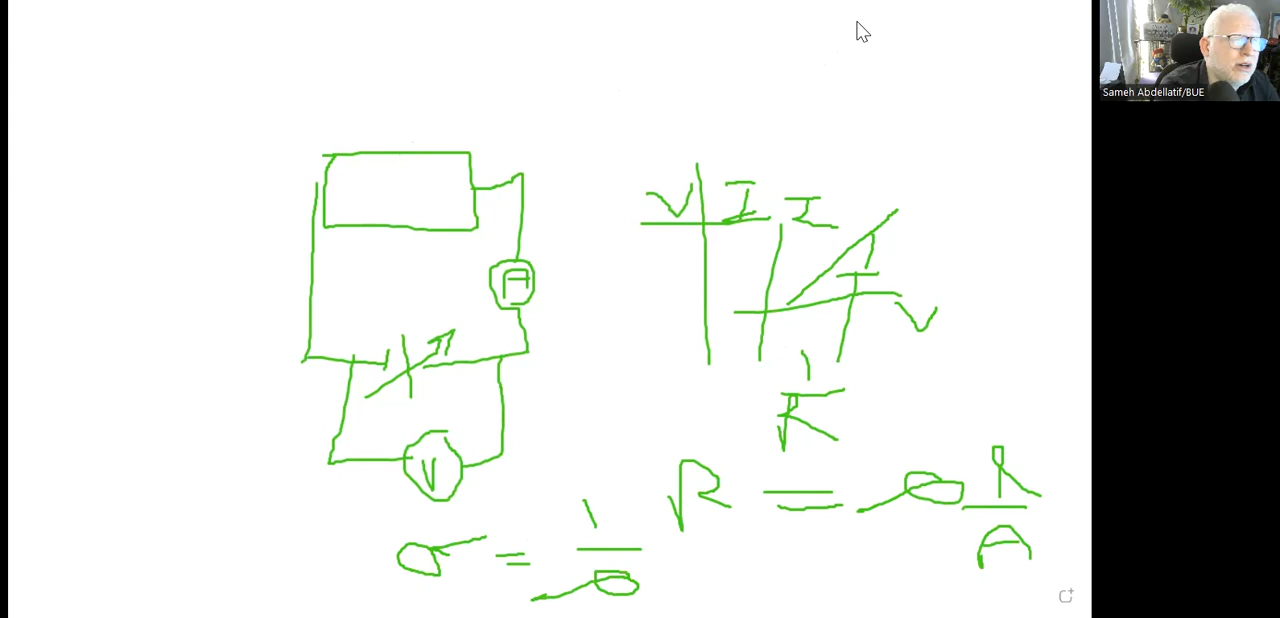 V I I
A
V
1
R
V
R = ρ l
A
σ = 1
ρ
Sameh Abdellatif/BUE